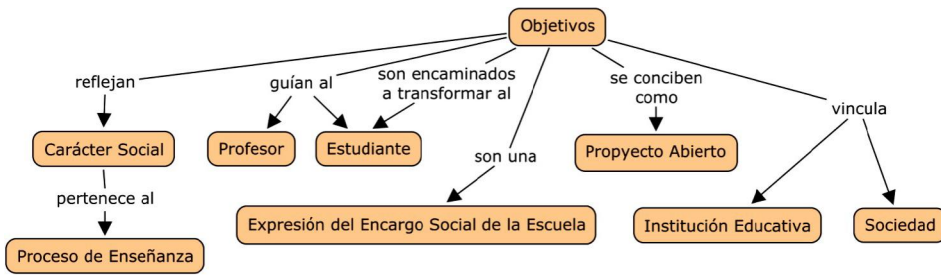 Objetivos
reflejan
guían al
son encaminados
a transformar al
se conciben
como
vincula
Carácter Social
Profesor
Estudiante
son una
Propyecto Abierto
pertenece al
Expresión del Encargo Social de la Escuela
Institución Educativa
Sociedad
Proceso de Enseñanza